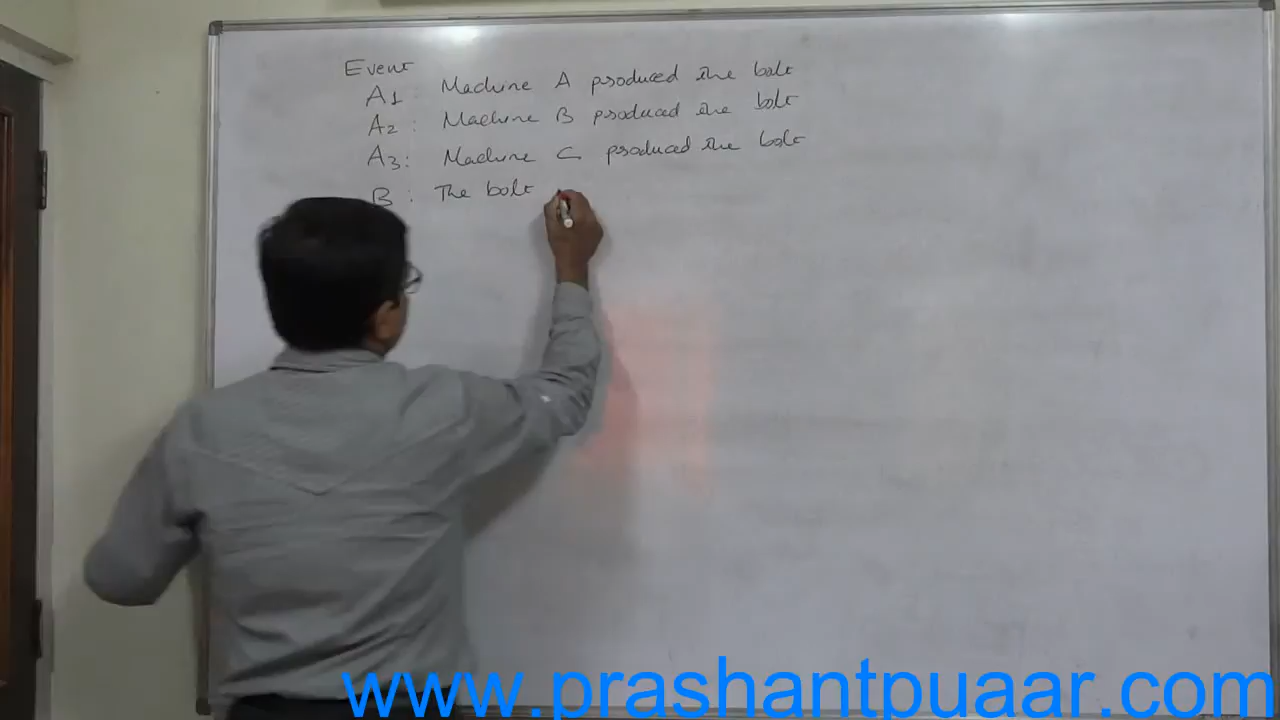 Event
A1: Machine A produced the bolt
A2: Machine B produced the bolt
A3: Machine C produced the bolt
B: The bolt
www.prashantpuaar.com